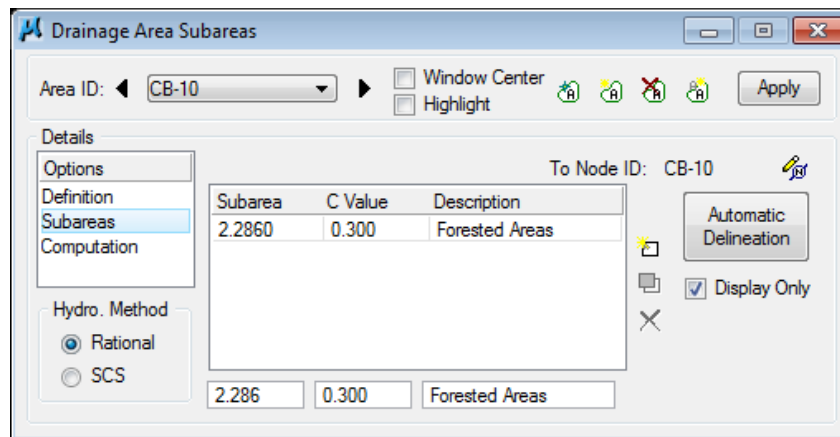 Drainage Area Subareas
Area ID: CB-10
Window Center
Highlight
Apply
Details
Options
Definition
Subareas
Computation
To Node ID: CB-10
Subarea C Value Description
2.2860 0.300 Forested Areas
Automatic
Delineation
Display Only
Hydro. Method
Rational
SCS
2.286 0.300 Forested Areas